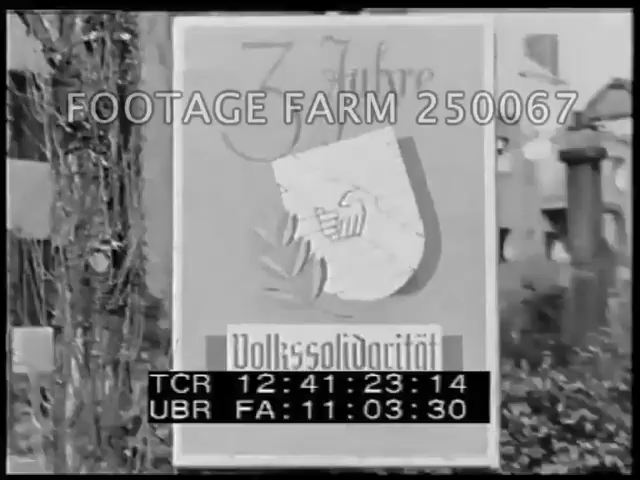 3 Jahre
FOOTAGE FARM 250067
Volkssolidarität
TCR 12:41:23:14
UBR FA:11:03:30